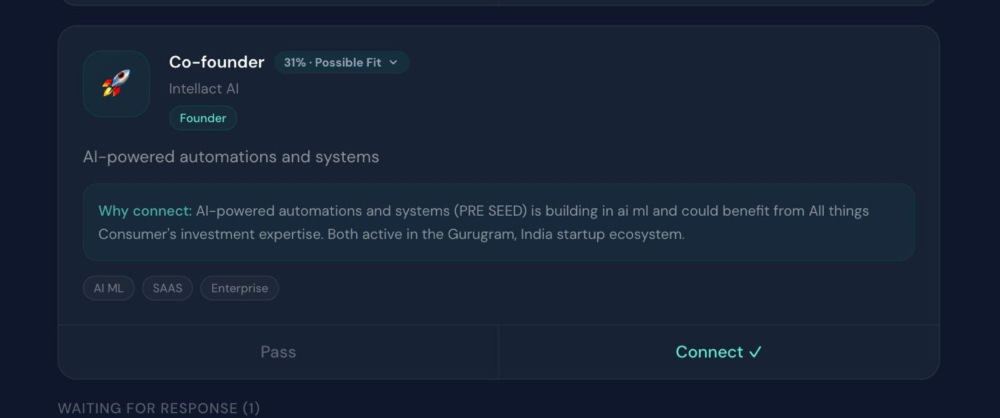 Co-founder
31% · Possible Fit
Intellact AI
Founder
AI-powered automations and systems
Why connect: AI-powered automations and systems (PRE SEED) is building in ai ml and could benefit from All things
Consumer's investment expertise. Both active in the Gurugram, India startup ecosystem.
AI ML
SAAS
Enterprise
Pass
Connect ✓
WAITING FOR RESPONSE (1)